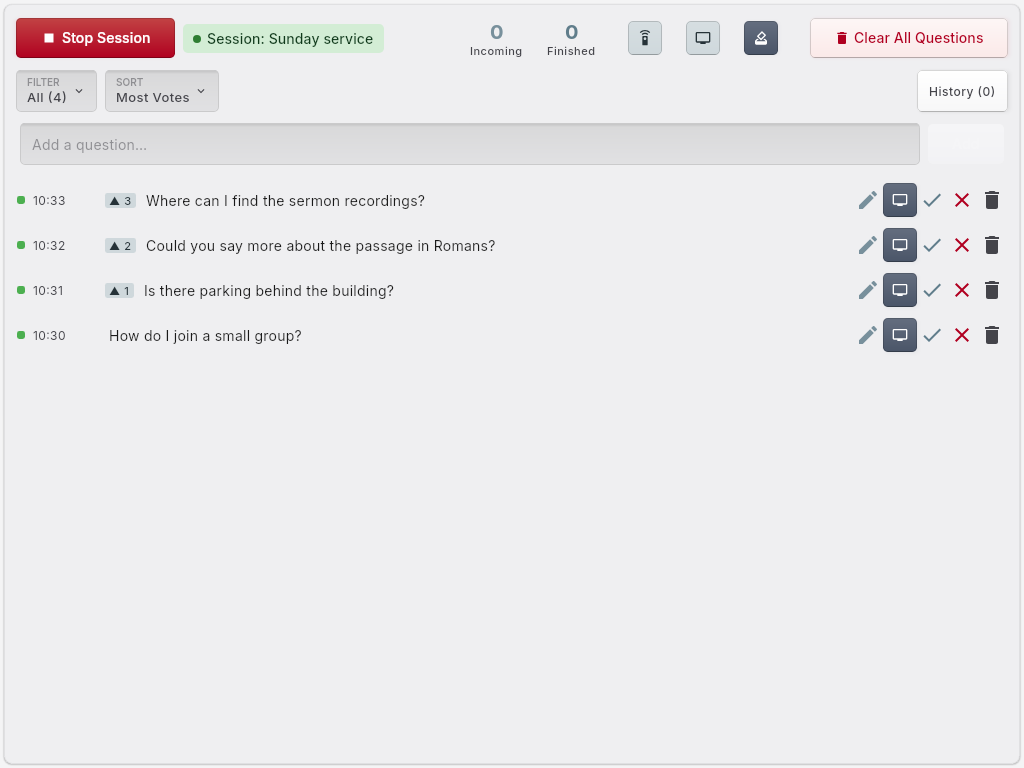 Stop Session
Session: Sunday service
0
Incoming
0
Finished
Clear All Questions
FILTER
All (4)
SORT
Most Votes
History (0)
Add a question...
10:33 3 Where can I find the sermon recordings?
10:32 2 Could you say more about the passage in Romans?
10:31 1 Is there parking behind the building?
10:30 How do I join a small group?